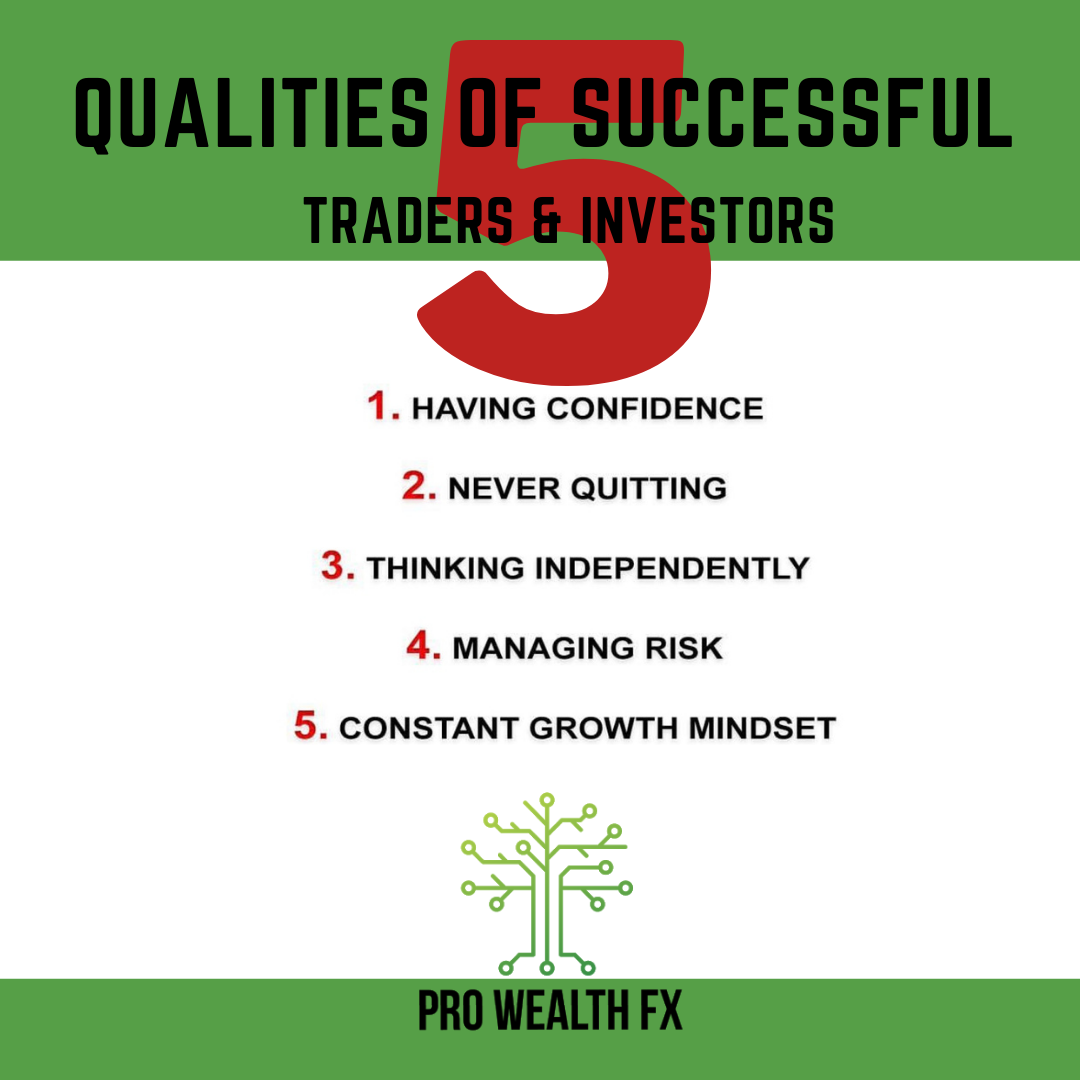 5
QUALITIES OF SUCCESSFUL
TRADERS & INVESTORS
1. HAVING CONFIDENCE
2. NEVER QUITTING
3. THINKING INDEPENDENTLY
4. MANAGING RISK
5. CONSTANT GROWTH MINDSET
PRO WEALTH FX